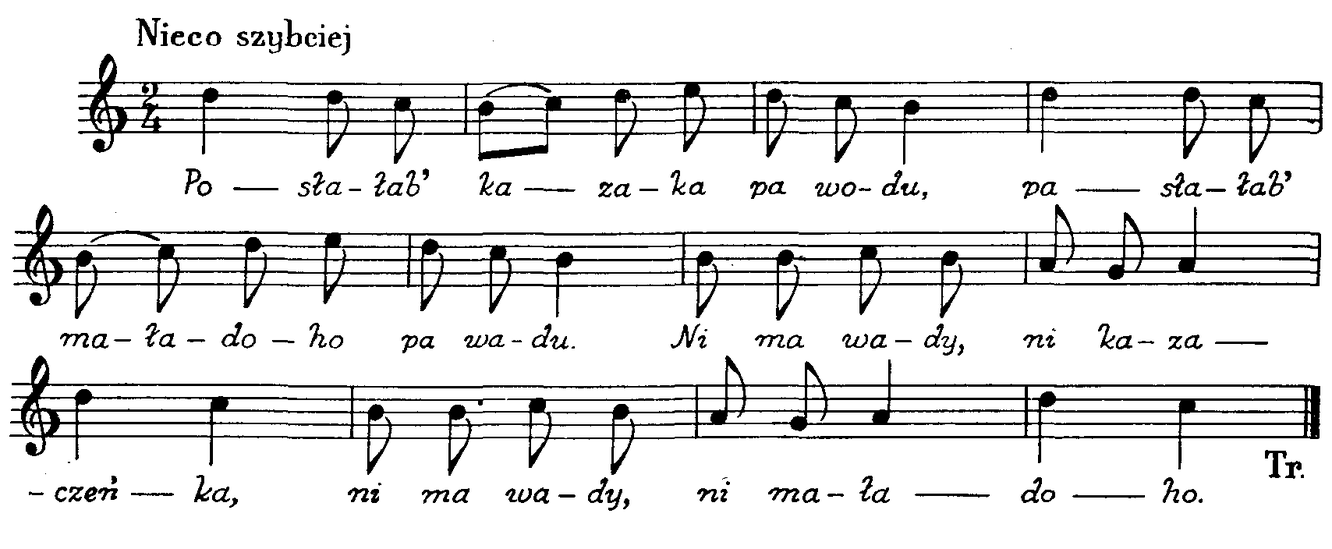 Nieco szybciej
2
4
Po — sła – łab' ka — za – ka pa wo – du, pa — sła – łab'
ma – ła – do – ho pa wa – du. Ni ma wa – dy, ni ka – za —
– czeń — ka, ni ma wa – dy, ni ma – ła — do — ho.
Tr.